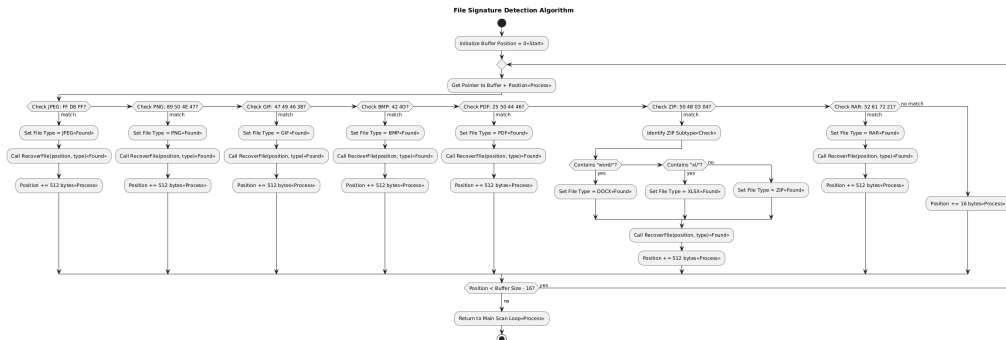 File Signature Detection Algorithm
Initialize Buffer Position = 0«Start»
Get Pointer to Buffer + Position«Process»
Check JPEG: FF D8 FF?
Check PNG: 89 50 4E 47?
Check GIF: 47 49 46 38?
Check BMP: 42 4D?
Check PDF: 25 50 44 46?
Check ZIP: 50 4B 03 04?
Check RAR: 52 61 72 21?
no match
match
match
match
match
match
match
match
Set File Type = JPEG«Found»
Set File Type = PNG«Found»
Set File Type = GIF«Found»
Set File Type = BMP«Found»
Set File Type = PDF«Found»
Identify ZIP Subtype«Check»
Set File Type = RAR«Found»
Call RecoverFile(position, type)«Found»
Call RecoverFile(position, type)«Found»
Call RecoverFile(position, type)«Found»
Call RecoverFile(position, type)«Found»
Call RecoverFile(position, type)«Found»
Call RecoverFile(position, type)«Found»
Contains "word/"?
Contains "xl/"?
no
yes
yes
Position += 512 bytes«Process»
Position += 512 bytes«Process»
Position += 512 bytes«Process»
Position += 512 bytes«Process»
Position += 512 bytes«Process»
Set File Type = DOCX«Found»
Set File Type = XLSX«Found»
Set File Type = ZIP«Found»
Position += 512 bytes«Process»
Position += 16 bytes«Process»
Call RecoverFile(position, type)«Found»
Position += 512 bytes«Process»
Position < Buffer Size - 16?
yes
no
Return to Main Scan Loop«Process»